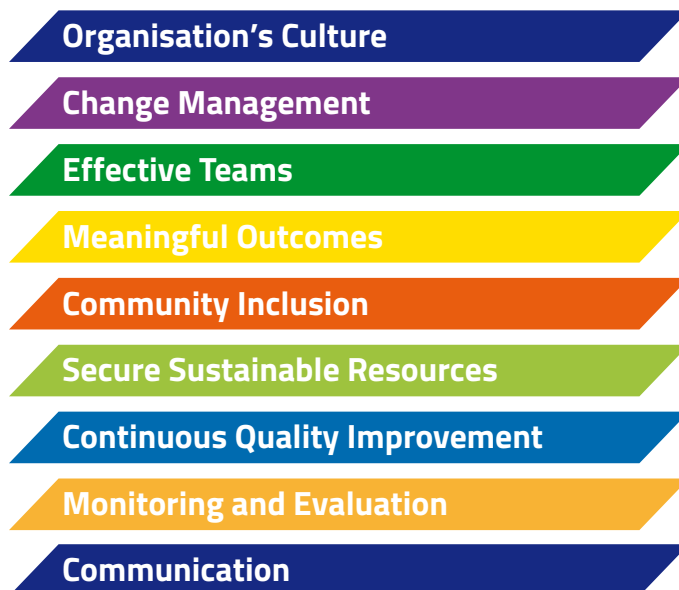 Organisation’s Culture
Change Management
Effective Teams
Meaningful Outcomes
Community Inclusion
Secure Sustainable Resources
Continuous Quality Improvement
Monitoring and Evaluation
Communication